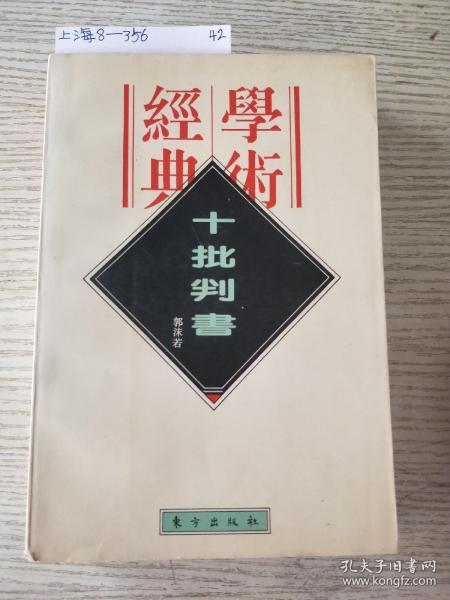 上海8-356 42
學術
經典
十批判書
郭沫若
東方出版社
孔夫子旧书网
www.kongfz.com